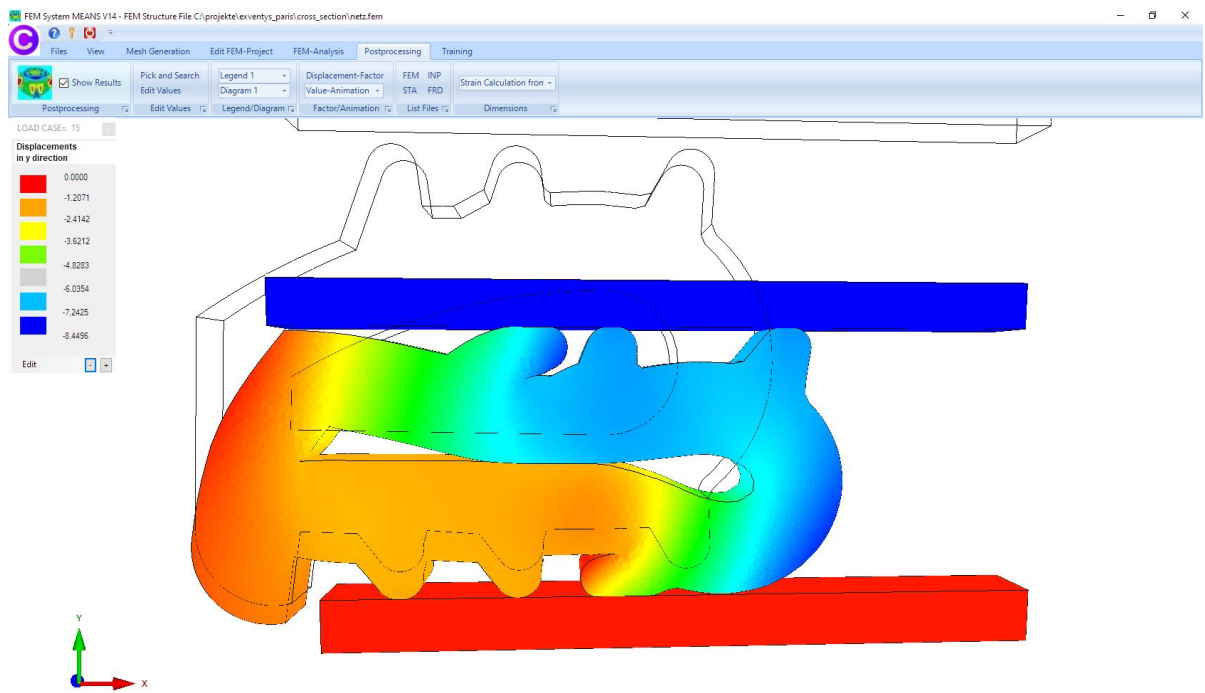 FEM System MEANS V14 - FEM Structure File C:\projekte\exventys_paris\cross_section\netz.fem
Files View Mesh Generation Edit FEM-Project FEM-Analysis Postprocessing Training
Show Results Pick and Search Legend 1 Displacement-Factor FEM INP Strain Calculation from
Edit Values Diagram 1 Value-Animation STA FRD
Postprocessing Edit Values Legend/Diagram Factor/Animation List Files Dimensions
LOAD CASE= 15
Displacements
in y direction
0.0000
-1.2071
-2.4142
-3.6212
-4.8283
-6.0354
-7.2425
-8.4496
Edit - +
Y
X